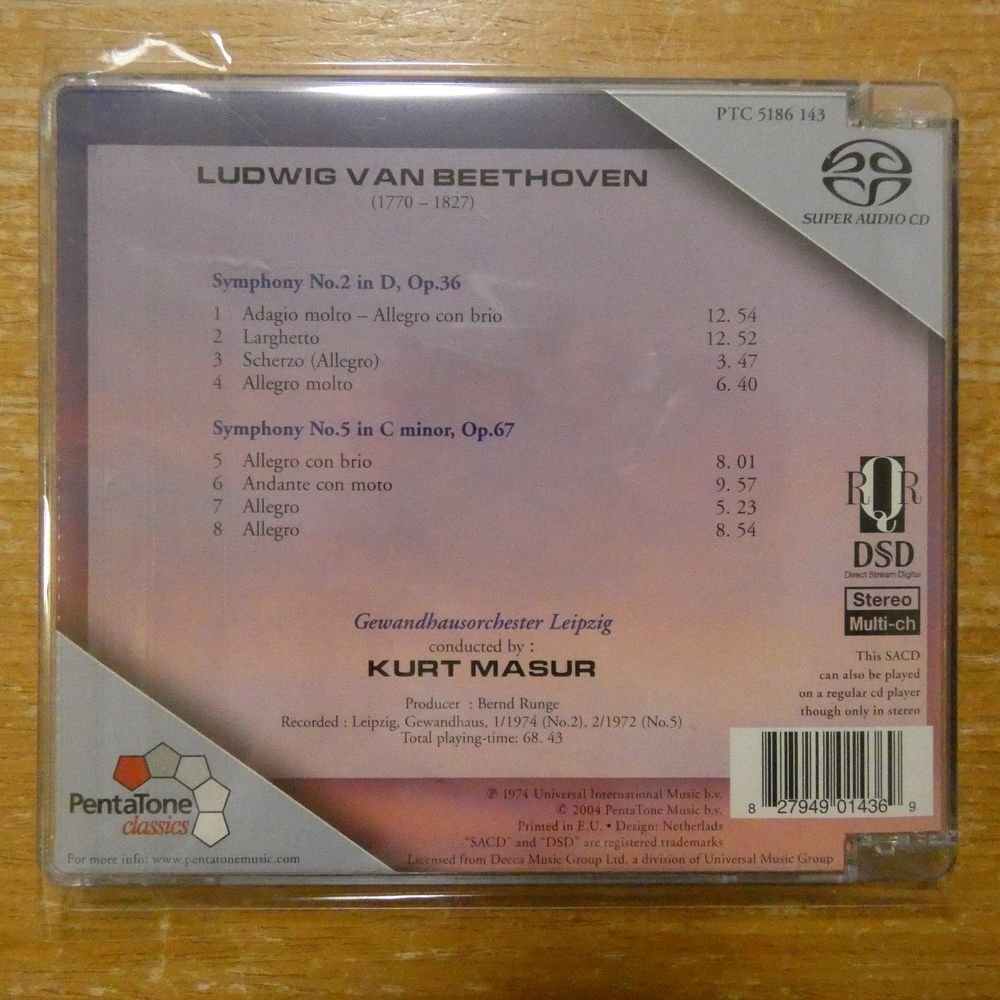 PTC 5186 143
SUPER AUDIO CD
LUDWIG VAN BEETHOVEN
(1770 – 1827)
Symphony No.2 in D, Op.36
1 Adagio molto – Allegro con brio 12. 54
2 Larghetto 12. 52
3 Scherzo (Allegro) 3. 47
4 Allegro molto 6. 40
Symphony No.5 in C minor, Op.67
5 Allegro con brio 8. 01
6 Andante con moto 9. 57
7 Allegro 5. 23
8 Allegro 8. 54
RQR
DSD
Direct Stream Digital
Stereo
Multi-ch
This SACD
can also be played
on a regular cd player
though only in stereo
Gewandhausorchester Leipzig
conducted by :
KURT MASUR
Producer : Bernd Runge
Recorded : Leipzig, Gewandhaus, 1/1974 (No.2), 2/1972 (No.5)
Total playing-time: 68. 43
8 27949 01436 9
PentaTone
classics
For more info: www.pentatonemusic.com
℗ 1974 Universal International Music b.v.
© 2004 PentaTone Music b.v.
Printed in E.U. • Design: Netherlads
“SACD” and “DSD” are registered trademarks
Licensed from Decca Music Group Ltd, a division of Universal Music Group